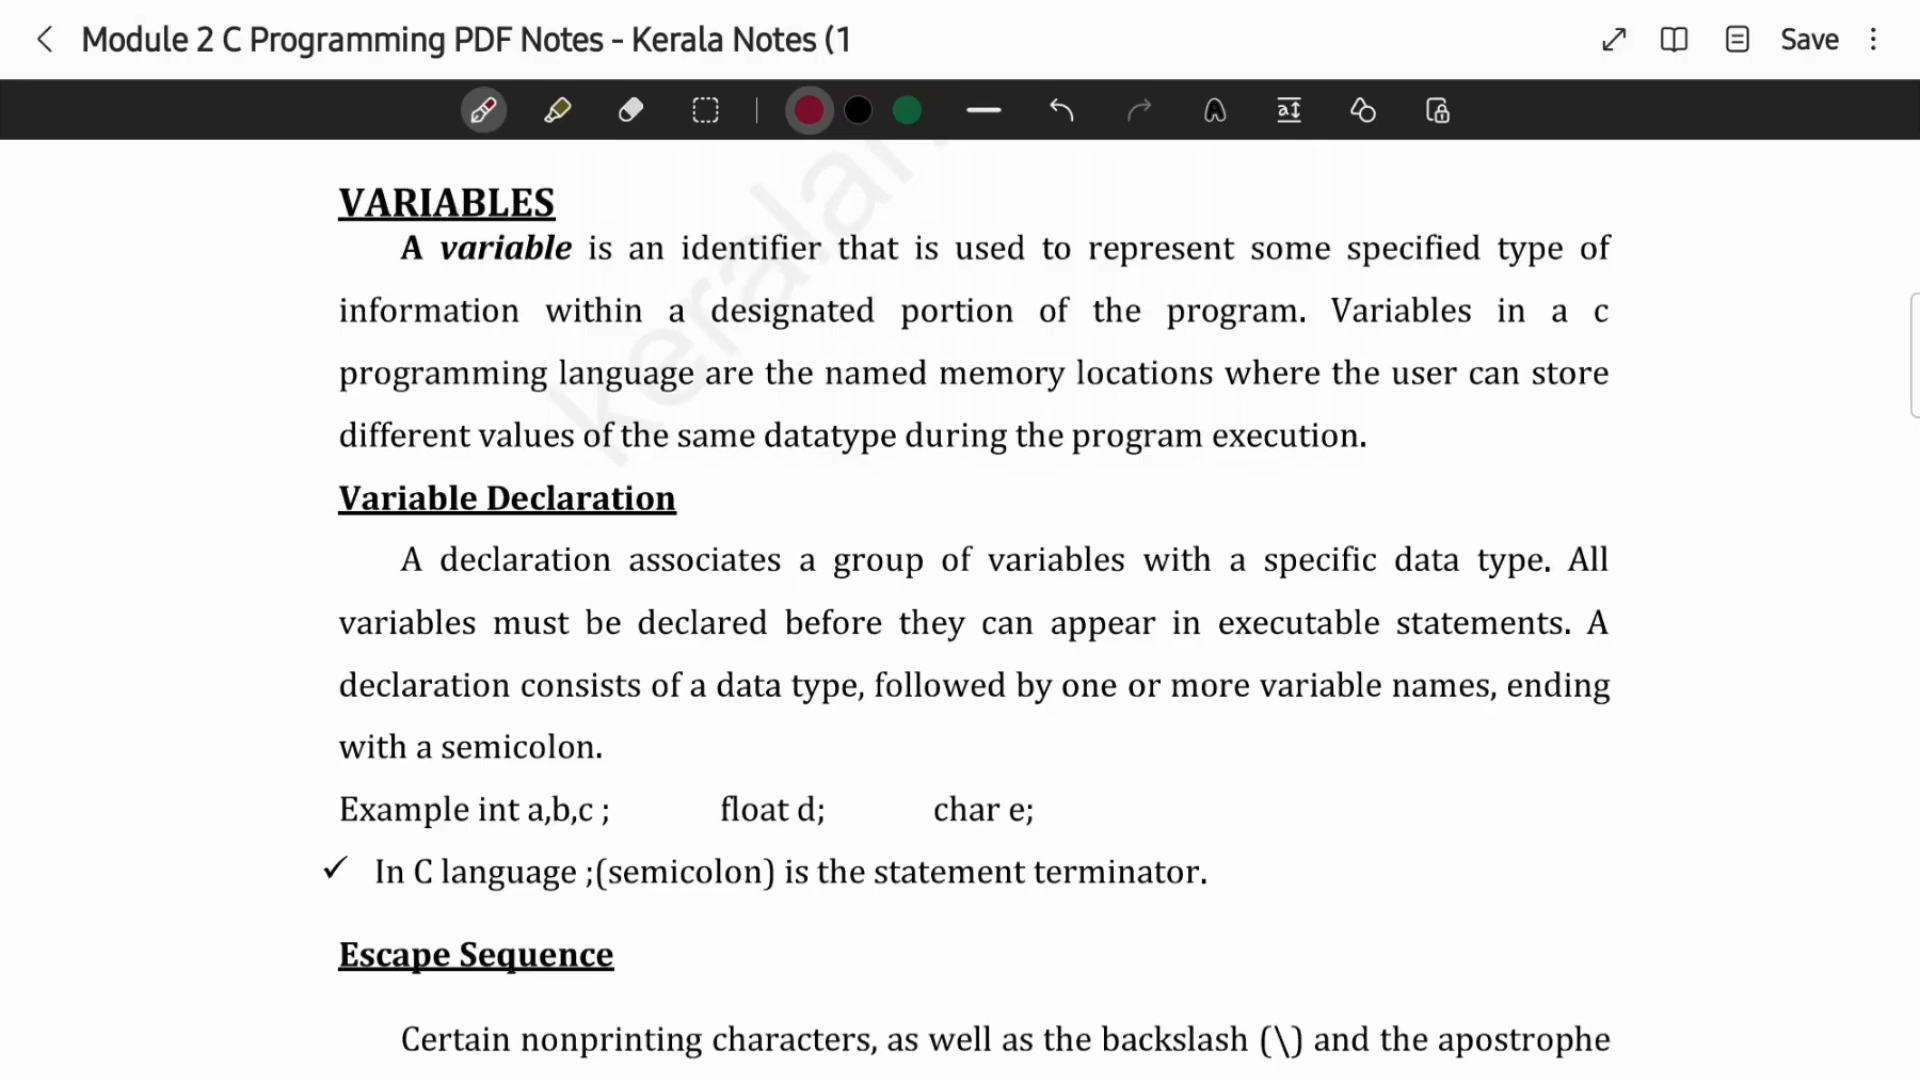 Module 2 C Programming PDF Notes - Kerala Notes (1
Save
VARIABLES
A variable is an identifier that is used to represent some specified type of
information within a designated portion of the program. Variables in a c
programming language are the named memory locations where the user can store
different values of the same datatype during the program execution.
Variable Declaration
A declaration associates a group of variables with a specific data type. All
variables must be declared before they can appear in executable statements. A
declaration consists of a data type, followed by one or more variable names, ending
with a semicolon.
Example int a,b,c ; float d; char e;
✓ In C language ;(semicolon) is the statement terminator.
Escape Sequence
Certain nonprinting characters, as well as the backslash (\) and the apostrophe